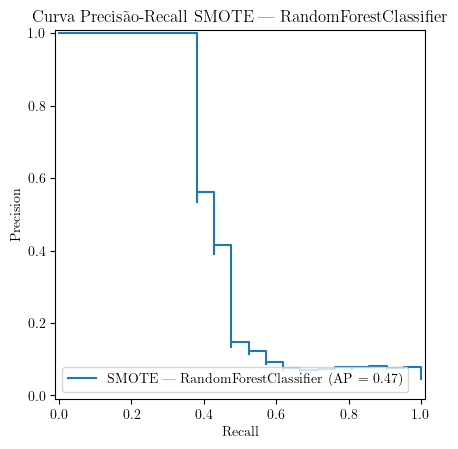 Curva Precisão-Recall SMOTE — RandomForestClassifier
1.0
0.8
0.6
0.4
0.2
0.0
Precision
SMOTE — RandomForestClassifier (AP = 0.47)
0.0 0.2 0.4 0.6 0.8 1.0
Recall